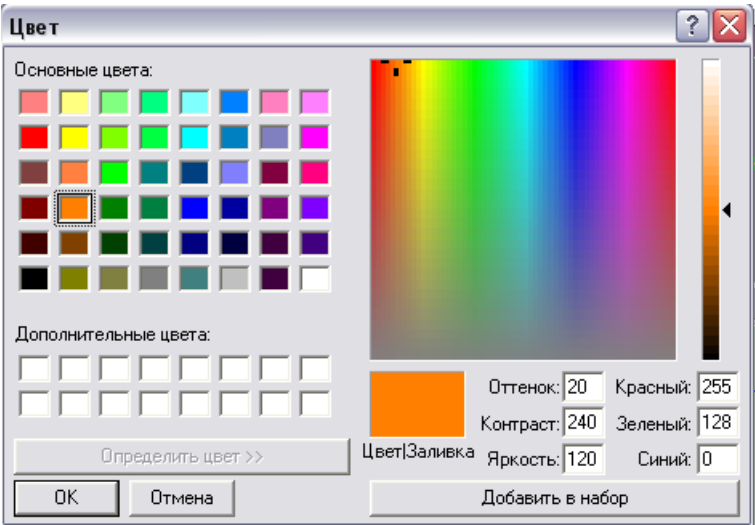 Цвет
Основные цвета:
Дополнительные цвета:
Определить цвет >>
OK
Отмена
Цвет|Заливка
Оттенок: 20
Контраст: 240
Яркость: 120
Красный: 255
Зеленый: 128
Синий: 0
Добавить в набор